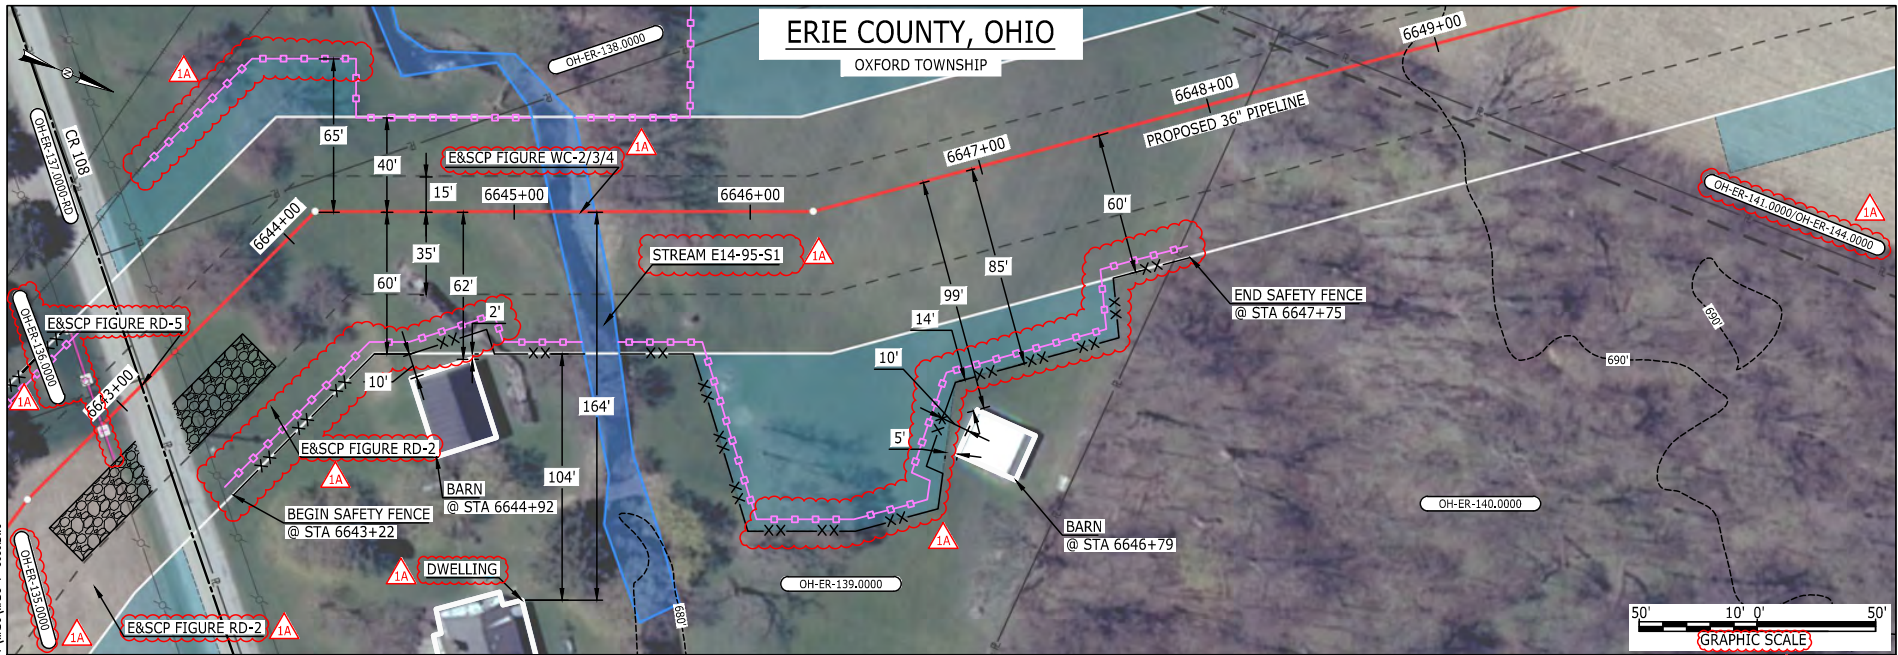 ERIE COUNTY, OHIO
OXFORD TOWNSHIP
OH-ER-138.0000
6649+00
1A
N
6648+00
PROPOSED 36" PIPELINE
CR 108
OH-ER-137.0000-RD
65'
40'
E&SCP FIGURE WC-2/3/4
1A
6647+00
15'
6645+00
6646+00
6644+00
60'
OH-ER-141.0000/OH-ER-144.0000
1A
35'
STREAM E14-95-S1
1A
60'
62'
85'
99'
END SAFETY FENCE
@ STA 6647+75
2'
14'
690'
E&SCP FIGURE RD-5
OH-ER-136.0000
1A
10'
10'
690'
6643+00
164'
5'
E&SCP FIGURE RD-2
1A
104'
BARN
@ STA 6644+92
BEGIN SAFETY FENCE
@ STA 6643+22
BARN
@ STA 6646+79
1A
OH-ER-140.0000
1A
DWELLING
OH-ER-139.0000
680'
OH-ER-135.0000
1A
E&SCP FIGURE RD-2
1A
50'
10'
0'
50'
GRAPHIC SCALE